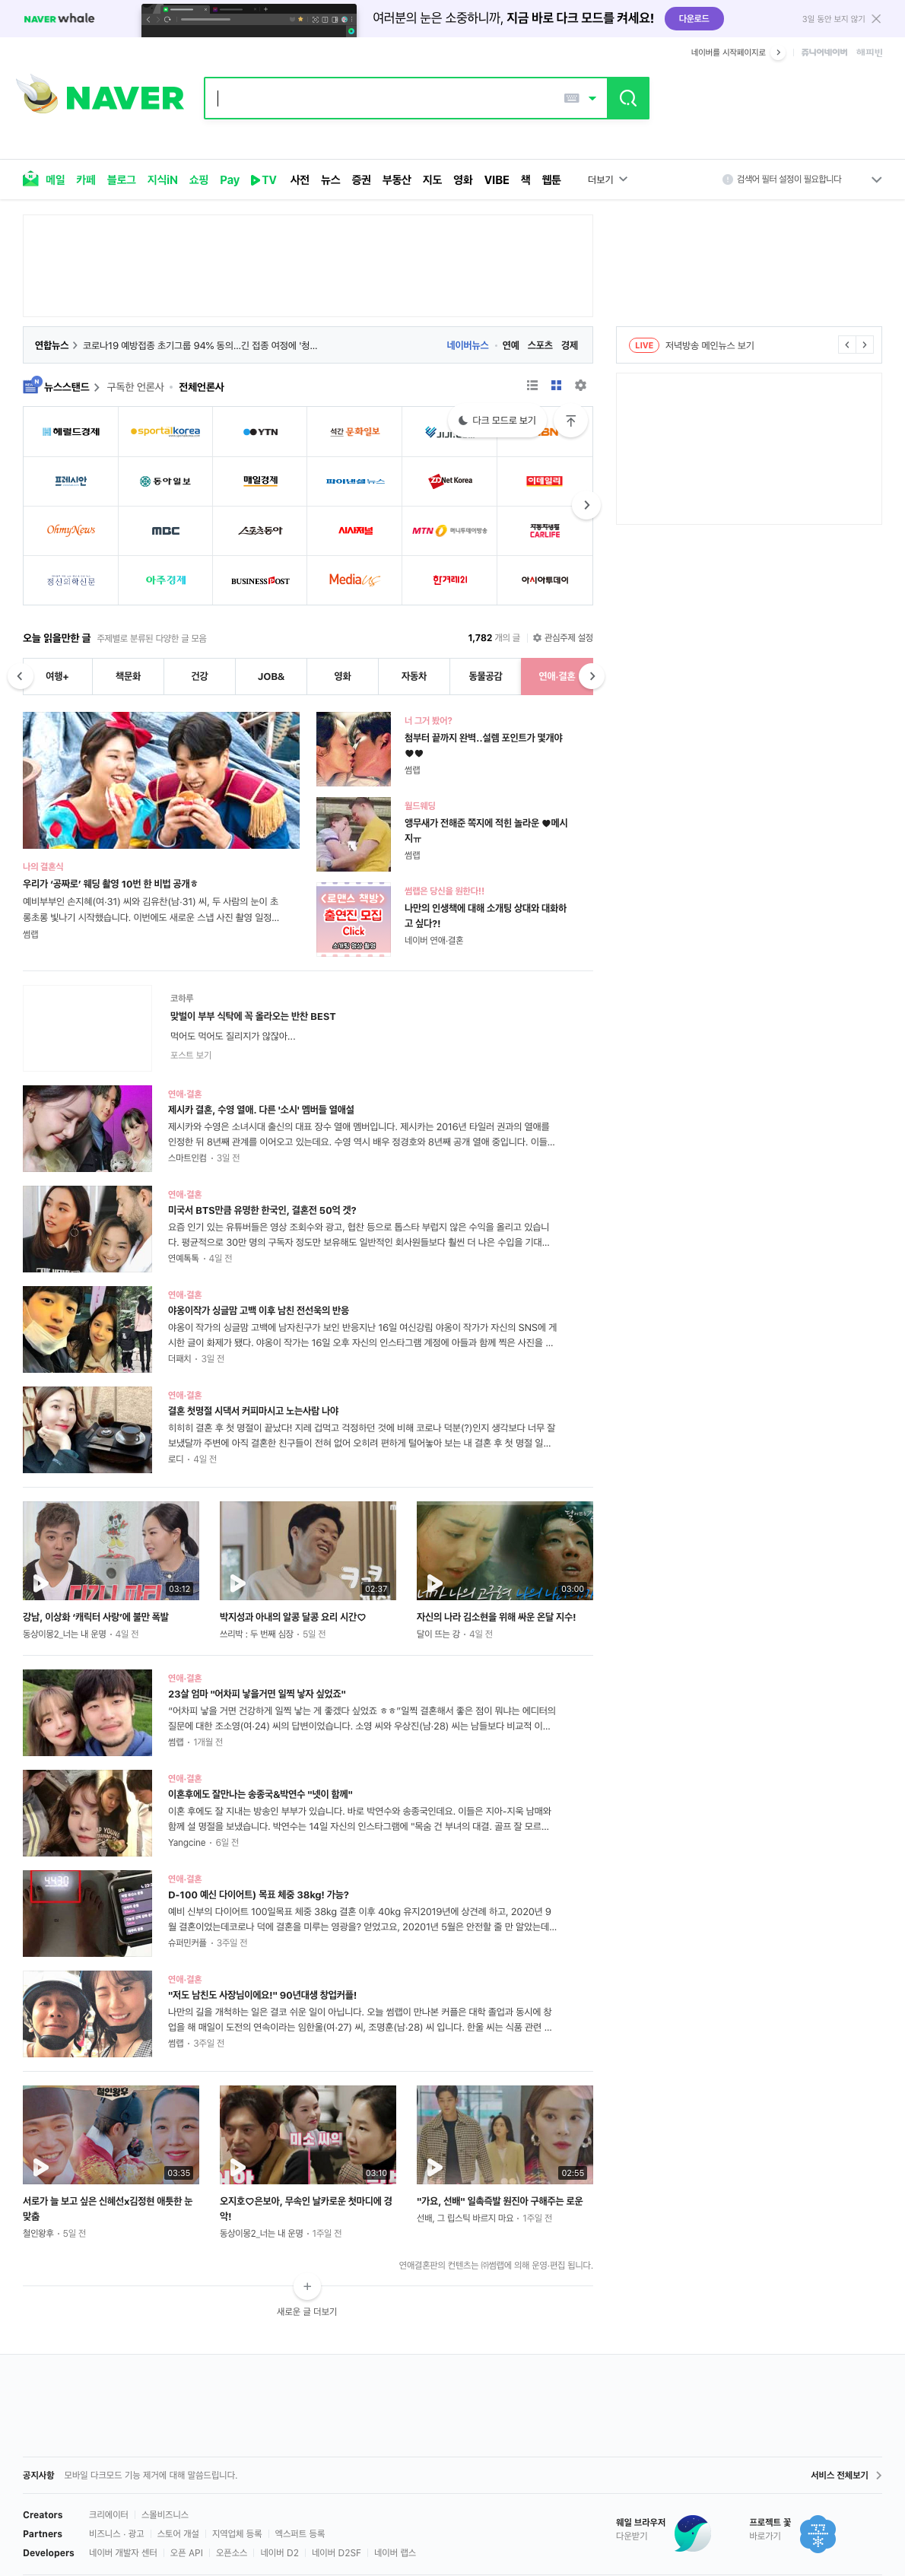 NAVER whale
여러분의 눈은 소중하니까, 지금 바로 다크 모드를 켜세요!
다운로드
3일 동안 보지 않기
네이버를 시작페이지로
쥬니어네이버 해피빈
NAVER
메일 카페 블로그 지식iN 쇼핑 Pay TV 사전 뉴스 증권 부동산 지도 영화 VIBE 책 웹툰 더보기
검색어 필터 설정이 필요합니다
연합뉴스 코로나19 예방접종 초기그룹 94% 동의...긴 접종 여정에 '청...
네이버뉴스 연예 스포츠 경제
LIVE 저녁방송 메인뉴스 보기
뉴스스탠드 구독한 언론사 전체언론사
다크 모드로 보기
헤럴드경제 sportalkorea YTN 석간 문화일보
프레시안 동아일보 매일경제 파이낸셜뉴스 ZDNet Korea 이데일리
OhmyNews MBC 스포츠동아 시사저널 MTN 머니투데이방송 자동차생활 CARLIFE
정신의학신문 아주경제 BUSINESSPOST MediaUS 한겨레21 아시아투데이
오늘 읽을만한 글 주제별로 분류된 다양한 글 모음
1,782 개의 글 관심주제 설정
여행+ 책문화 건강 JOB& 영화 자동차 동물공감 연애·결혼
나의 결혼식
우리가 '공짜로' 웨딩 촬영 10번 한 비법 공개ㅎ
예비부부인 손지혜(여·31) 씨와 김유찬(남·31) 씨, 두 사람의 눈이 초
롱초롱 빛나기 시작했습니다. 이번에도 새로운 스냅 사진 촬영 일정...
썸랩
너 그거 봤어?
첨부터 끝까지 완벽..설렘 포인트가 몇개야
♥♥
썸랩
월드웨딩
앵무새가 전해준 쪽지에 적힌 놀라운 ♥메시
지ㅠ
썸랩
<로맨스 책방>
출연진 모집
Click
소개팅 영상 촬영
썸랩은 당신을 원한다!!
나만의 인생책에 대해 소개팅 상대와 대화하
고 싶다?!
네이버 연애·결혼
코하루
맞벌이 부부 식탁에 꼭 올라오는 반찬 BEST
먹어도 먹어도 질리지가 않잖아...
포스트 보기
연애·결혼
제시카 결혼, 수영 열애. 다른 '소시' 멤버들 열애설
제시카와 수영은 소녀시대 출신의 대표 장수 열애 멤버입니다. 제시카는 2016년 타일러 권과의 열애를
인정한 뒤 8년째 관계를 이어오고 있는데요. 수영 역시 배우 정경호와 8년째 공개 열애 중입니다. 이들...
스마트인컴 · 3일 전
연애·결혼
미국서 BTS만큼 유명한 한국인, 결혼전 50억 겟?
요즘 인기 있는 유튜버들은 영상 조회수와 광고, 협찬 등으로 톱스타 부럽지 않은 수익을 올리고 있습니
다. 평균적으로 30만 명의 구독자 정도만 보유해도 일반적인 회사원들보다 훨씬 더 나은 수입을 기대...
연예톡톡 · 4일 전
연애·결혼
야옹이작가 싱글맘 고백 이후 남친 전선욱의 반응
야옹이 작가의 싱글맘 고백에 남자친구가 보인 반응지난 16일 여신강림 야옹이 작가가 자신의 SNS에 게
시한 글이 화제가 됐다. 야옹이 작가는 16일 오후 자신의 인스타그램 계정에 아들과 함께 찍은 사진을 ...
더패치 · 3일 전
연애·결혼
결혼 첫명절 시댁서 커피마시고 노는사람 나야
히히히 결혼 후 첫 명절이 끝났다! 지레 겁먹고 걱정하던 것에 비해 코로나 덕분(?)인지 생각보다 너무 잘
보냈달까 주변에 아직 결혼한 친구들이 전혀 없어 오히려 편하게 털어놓아 보는 내 결혼 후 첫 명절 일...
로디 · 4일 전
03:12
02:37
03:00
강남, 이상화 '캐릭터 사랑'에 불만 폭발
동상이몽2_너는 내 운명 · 4일 전
박지성과 아내의 알콩 달콩 요리 시간♡
쓰리박 : 두 번째 심장 · 5일 전
자신의 나라 김소현을 위해 싸운 온달 지수!
달이 뜨는 강 · 4일 전
연애·결혼
23살 엄마 "어차피 낳을거면 일찍 낳자 싶었죠"
"어차피 낳을 거면 건강하게 일찍 낳는 게 좋겠다 싶었죠 ㅎㅎ"일찍 결혼해서 좋은 점이 뭐냐는 에디터의
질문에 대한 조소영(여·24) 씨의 답변이었습니다. 소영 씨와 우상진(남·28) 씨는 남들보다 비교적 이...
썸랩 · 1개월 전
연애·결혼
이혼후에도 잘만나는 송종국&박연수 "넷이 함께"
이혼 후에도 잘 지내는 방송인 부부가 있습니다. 바로 박연수와 송종국인데요. 이들은 지아-지욱 남매와
함께 설 명절을 보냈습니다. 박연수는 14일 자신의 인스타그램에 "목숨 건 부녀의 대결. 골프 잘 모르...
Yangcine · 6일 전
4430
연애·결혼
D-100 예신 다이어트) 목표 체중 38kg! 가능?
예비 신부의 다이어트 100일목표 체중 38kg 결혼 이후 40kg 유지2019년에 상견례 하고, 2020년 9
월 결혼이었는데코로나 덕에 결혼을 미루는 영광을? 얻었고요, 20201년 5월은 안전할 줄 만 알았는데...
슈퍼민커플 · 3주일 전
연애·결혼
"저도 남친도 사장님이에요!" 90년대생 창업커플!
나만의 길을 개척하는 일은 결코 쉬운 일이 아닙니다. 오늘 썸랩이 만나본 커플은 대학 졸업과 동시에 창
업을 해 매일이 도전의 연속이라는 임한울(여·27) 씨, 조명훈(남·28) 씨 입니다. 한울 씨는 식품 관련 ...
썸랩 · 3주일 전
철인왕후
03:35
03:10
02:55
서로가 늘 보고 싶은 신혜선x김정현 애틋한 눈
맞춤
철인왕후 · 5일 전
오지호♡은보아, 무속인 날카로운 첫마디에 경
악!
동상이몽2_너는 내 운명 · 1주일 전
"가요, 선배" 일촉즉발 원진아 구해주는 로운
선배, 그 립스틱 바르지 마요 · 1주일 전
연애결혼판의 컨텐츠는 ㈜썸랩에 의해 운영·편집 됩니다.
새로운 글 더보기
공지사항 모바일 다크모드 기능 제거에 대해 말씀드립니다.
서비스 전체보기
Creators 크리에이터 스몰비즈니스
Partners 비즈니스 · 광고 스토어 개설 지역업체 등록 엑스퍼트 등록
Developers 네이버 개발자 센터 오픈 API 오픈소스 네이버 D2 네이버 D2SF 네이버 랩스
웨일 브라우저
다운받기
프로젝트 꽃
바로가기